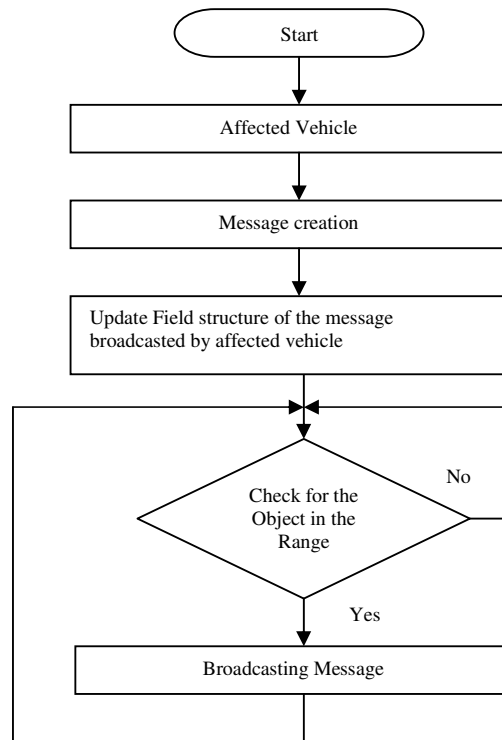 Start
Affected Vehicle
Message creation
Update Field structure of the message
broadcasted by affected vehicle
Check for the
Object in the
Range
No
Yes
Broadcasting Message